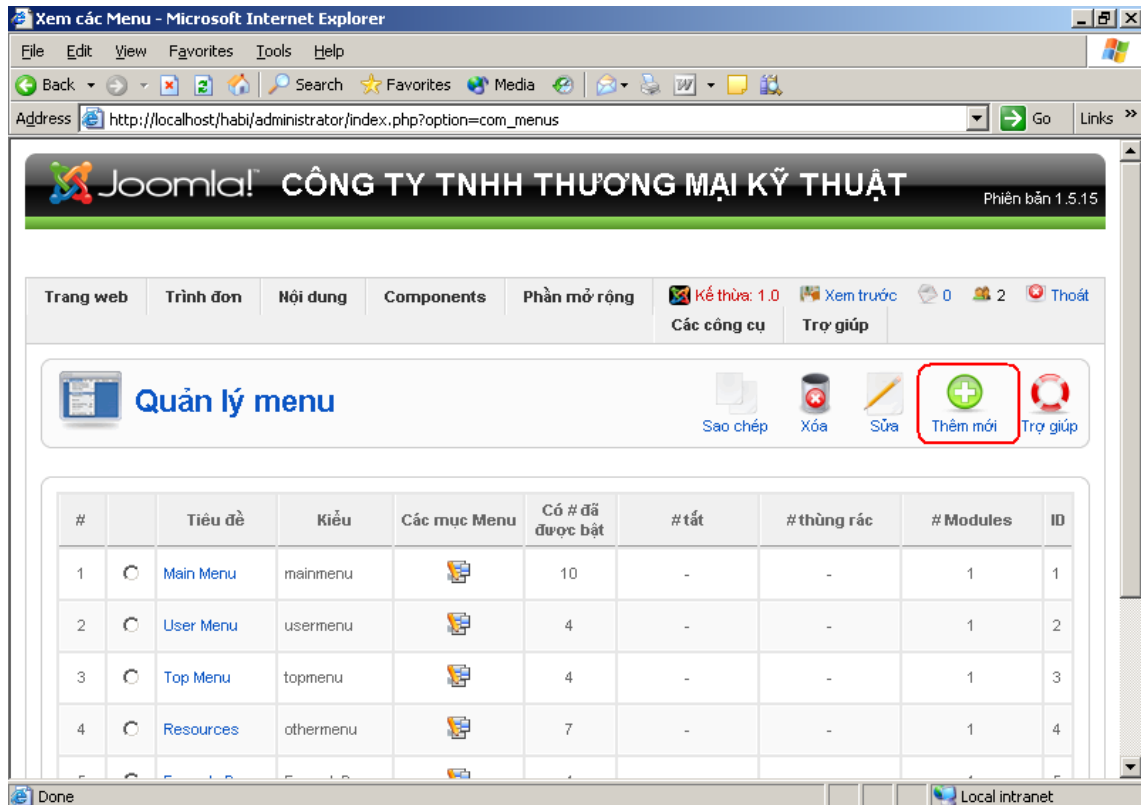 Xem các Menu - Microsoft Internet Explorer
File Edit View Favorites Tools Help
Back Search Favorites Media
Address http://localhost/habi/administrator/index.php?option=com_menus Go Links »
Joomla! CÔNG TY TNHH THƯƠNG MẠI KỸ THUẬT Phiên bản 1.5.15
Trang web Trình đơn Nội dung Components Phần mở rộng Kế thừa: 1.0 Xem trước 0 2 Thoát
Các công cụ Trợ giúp
Quản lý menu
Sao chép Xóa Sửa Thêm mới Trợ giúp
# Tiêu đề Kiểu Các mục Menu Có # đã được bật # tắt # thùng rác # Modules ID
1 Main Menu mainmenu 10 - - 1 1
2 User Menu usermenu 4 - - 1 2
3 Top Menu topmenu 4 - - 1 3
4 Resources othermenu 7 - - 1 4
Done Local intranet